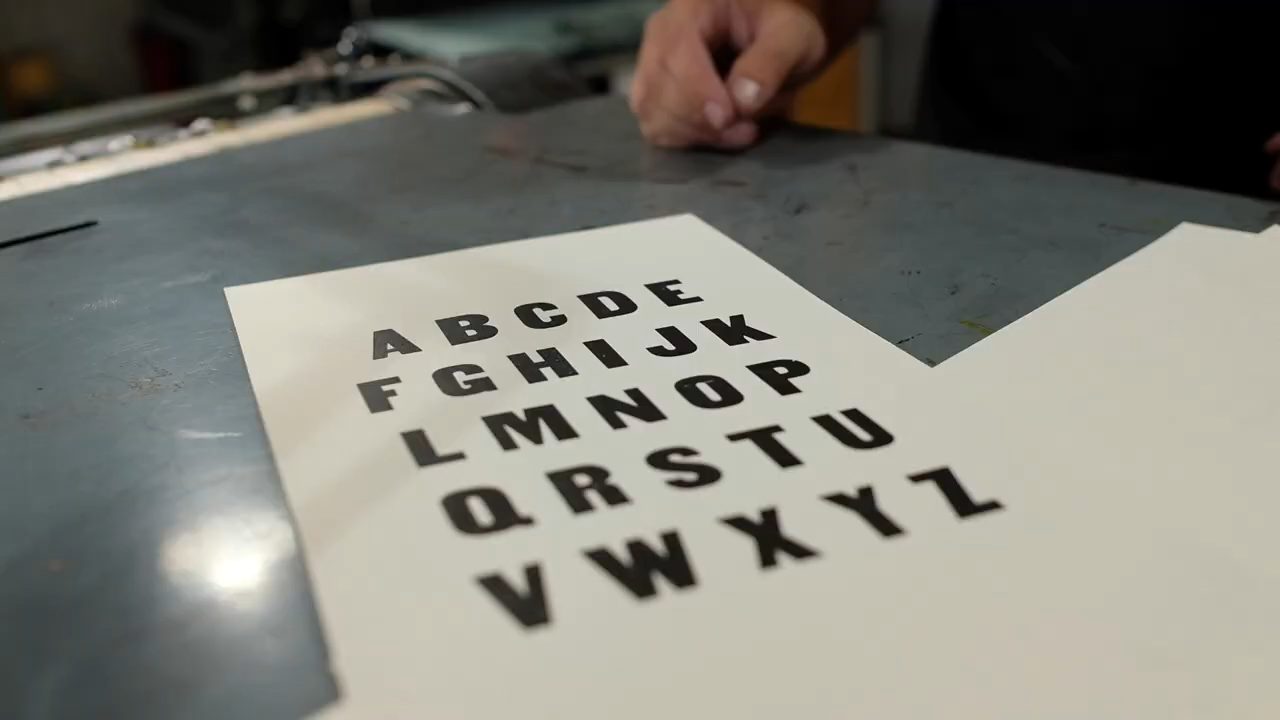 ABCDE
FGHIJK
LMNOP
QRSTU
VWXYZ